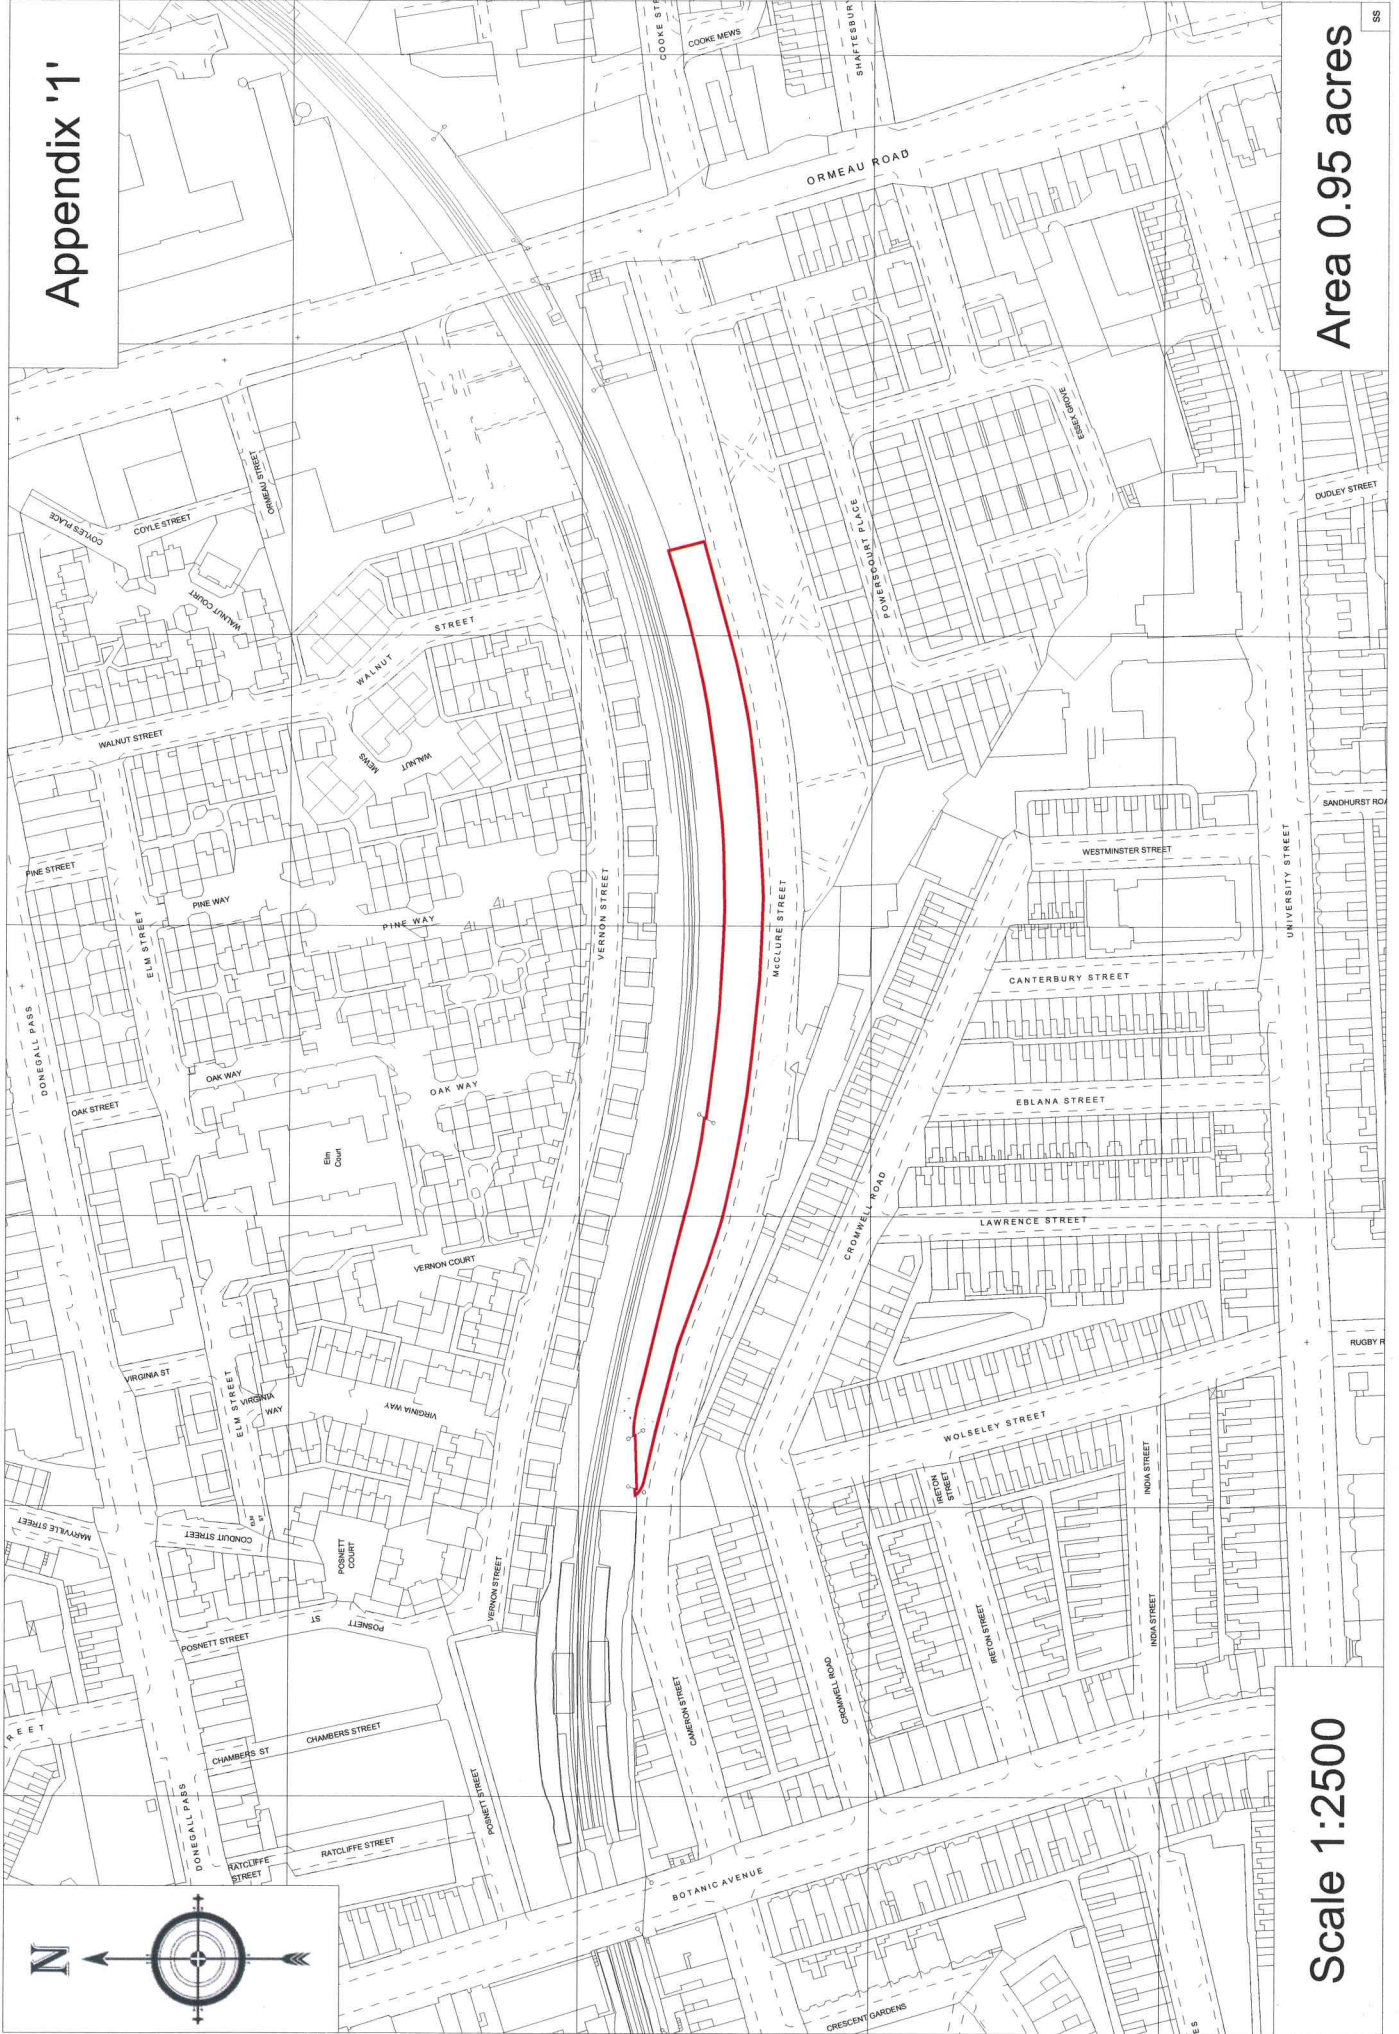 Appendix '1'
Area 0.95 acres
SS
Scale 1:2500
N
COOKE MEWS
ORMEAU ROAD
COYLES PLACE
COYLE STREET
ORMEAU STREET
WALNUT COURT
WALNUT
STREET
WALNUT STREET
WALNUT
MEWS
PINE STREET
PINE WAY
PINE WAY
ELM STREET
DONEGALL PASS
OAK STREET
OAK WAY
OAK WAY
Elm
Court
VERNON STREET
VERNON COURT
VIRGINIA ST
ELM STREET
VIRGINIA
WAY
VIRGINIA WAY
MARYVILLE STREET
CONDUIT STREET
ELM
ST
POSNETT
COURT
POSNETT STREET
POSNETT
ST
VERNON STREET
CHAMBERS ST
CHAMBERS STREET
POSNETT STREET
DONEGALL PASS
RATCLIFFE
STREET
RATCLIFFE STREET
POWERSCOURT PLACE
ESSEX GROVE
DUDLEY STREET
McCLURE STREET
WESTMINSTER STREET
UNIVERSITY STREET
CANTERBURY STREET
EBLANA STREET
LAWRENCE STREET
CROMWELL ROAD
WOLSELEY STREET
IRETON
STREET
INDIA STREET
IRETON STREET
INDIA STREET
CROMWELL ROAD
CAMERON STREET
BOTANIC AVENUE
CRESCENT GARDENS